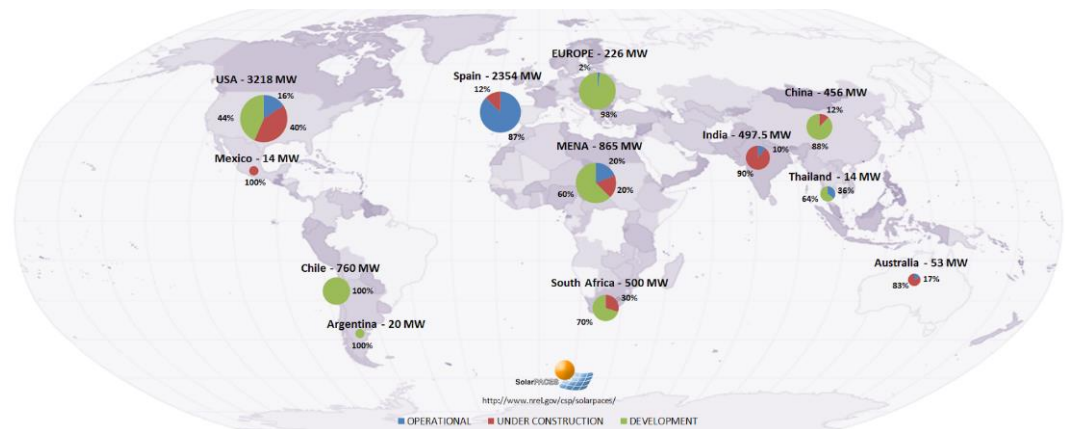 EUROPE - 226 MW
2%
98%
USA - 3218 MW
16%
44%
40%
Spain - 2354 MW
12%
87%
China - 456 MW
12%
88%
India - 497.5 MW
10%
90%
MENA - 865 MW
20%
60%
20%
Mexico - 14 MW
100%
Thailand - 14 MW
36%
64%
Chile - 760 MW
100%
Australia - 53 MW
83%
17%
South Africa - 500 MW
30%
70%
Argentina - 20 MW
100%
SolarPACES
http://www.nrel.gov/csp/solarpaces/
OPERATIONAL UNDER CONSTRUCTION DEVELOPMENT